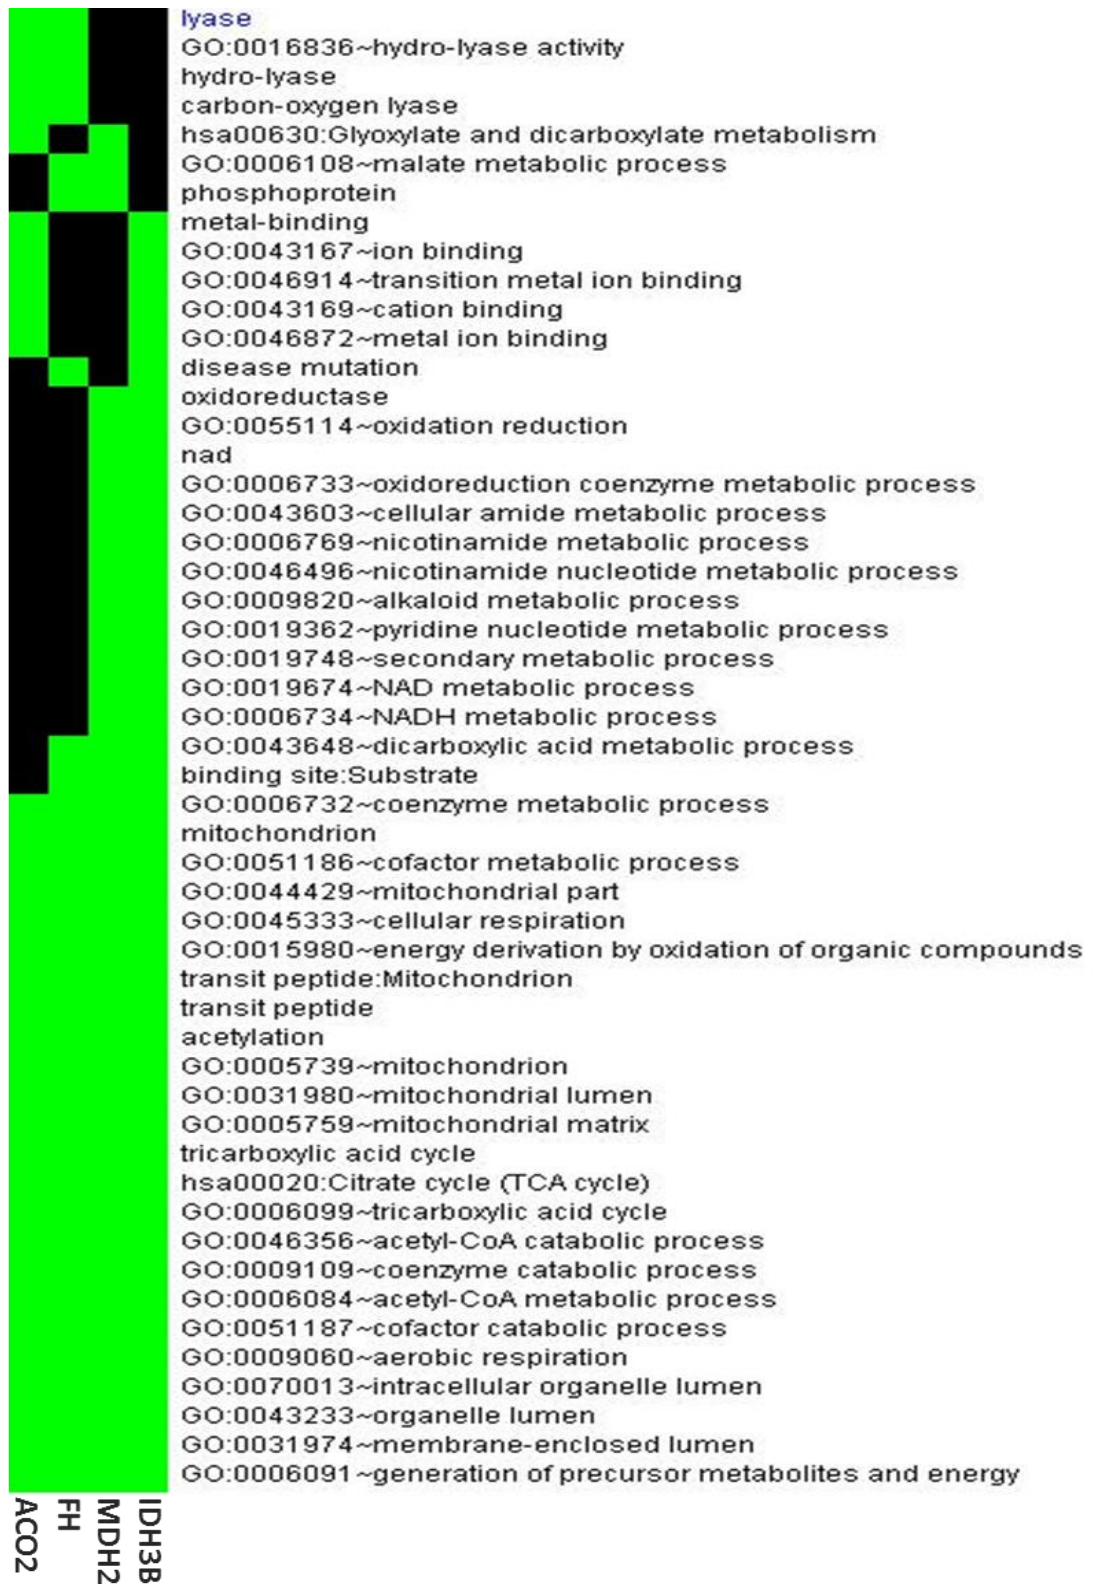 lyase
GO:0016836~hydro-lyase activity
hydro-lyase
carbon-oxygen lyase
hsa00630:Glyoxylate and dicarboxylate metabolism
GO:0006108~malate metabolic process
phosphoprotein
metal-binding
GO:0043167~ion binding
GO:0046914~transition metal ion binding
GO:0043169~cation binding
GO:0046872~metal ion binding
disease mutation
oxidoreductase
GO:0055114~oxidation reduction
nad
GO:0006733~oxidoreduction coenzyme metabolic process
GO:0043603~cellular amide metabolic process
GO:0006769~nicotinamide metabolic process
GO:0046496~nicotinamide nucleotide metabolic process
GO:0009820~alkaloid metabolic process
GO:0019362~pyridine nucleotide metabolic process
GO:0019748~secondary metabolic process
GO:0019674~NAD metabolic process
GO:0006734~NADH metabolic process
GO:0043648~dicarboxylic acid metabolic process
binding site:Substrate
GO:0006732~coenzyme metabolic process
mitochondrion
GO:0051186~cofactor metabolic process
GO:0044429~mitochondrial part
GO:0045333~cellular respiration
GO:0015980~energy derivation by oxidation of organic compounds
transit peptide:Mitochondrion
transit peptide
acetylation
GO:0005739~mitochondrion
GO:0031980~mitochondrial lumen
GO:0005759~mitochondrial matrix
tricarboxylic acid cycle
hsa00020:Citrate cycle (TCA cycle)
GO:0006099~tricarboxylic acid cycle
GO:0046356~acetyl-CoA catabolic process
GO:0009109~coenzyme catabolic process
GO:0006084~acetyl-CoA metabolic process
GO:0051187~cofactor catabolic process
GO:0009060~aerobic respiration
GO:0070013~intracellular organelle lumen
GO:0043233~organelle lumen
GO:0031974~membrane-enclosed lumen
GO:0006091~generation of precursor metabolites and energy
ACO2
FH
MDH2
IDH3B